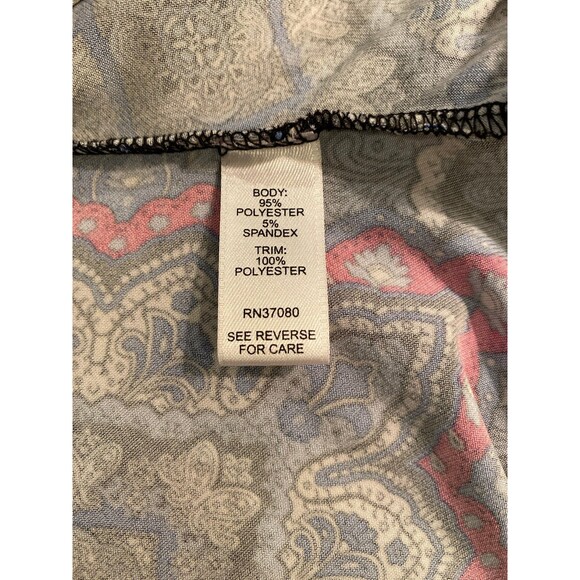 BODY:
95%
POLYESTER
5%
SPANDEX
TRIM:
100%
POLYESTER
RN37080
SEE REVERSE
FOR CARE